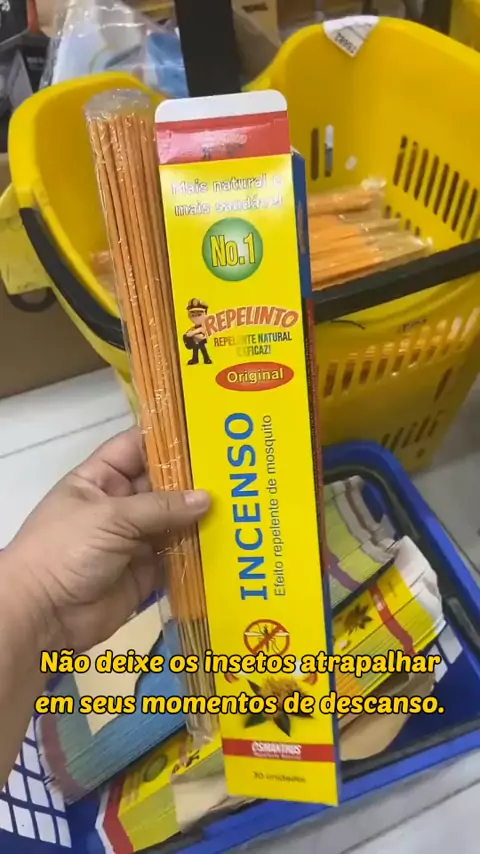 Mais natural e
mais saudável
No.1
REPELINTO
REPELENTE NATURAL
EFICAZ!
Original
INCENSO
Efeito repelente de mosquito
OSMANTHUS
30 unidades
Não deixe os insetos atrapalhar
em seus momentos de descanso.